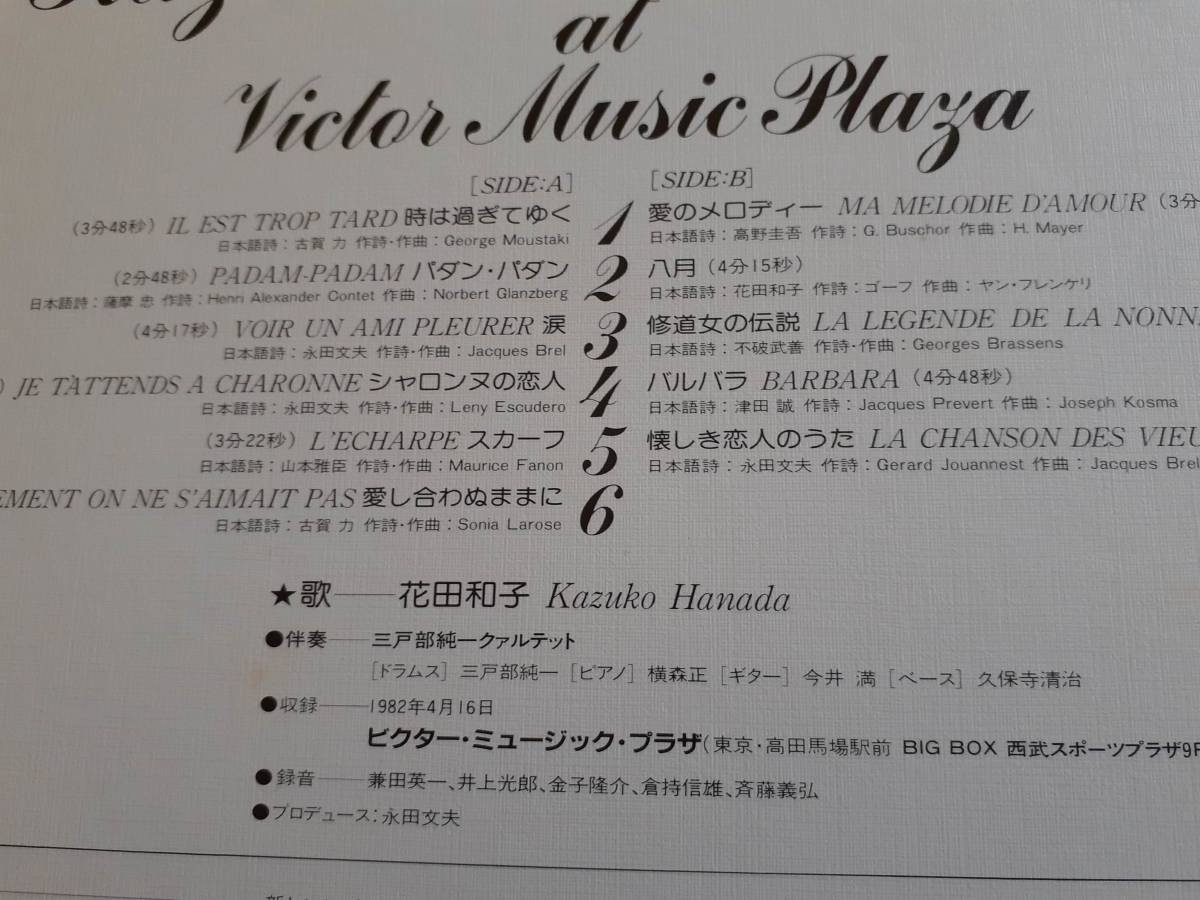 at
Victor Music Plaza
[SIDE:A]
(3分48秒) IL EST TROP TARD 時は過ぎてゆく 1
日本語詩：古賀 力 作詩・作曲：George Moustaki
(2分48秒) PADAM-PADAM パダン・パダン 2
日本語詩：薩摩 忠 作詩：Henri Alexander Contet 作曲：Norbert Glanzberg
(4分17秒) VOIR UN AMI PLEURER 涙 3
日本語詩：永田文夫 作詩・作曲：Jacques Brel
) JE T'ATTENDS A CHARONNE シャロンヌの恋人 4
日本語詩：永田文夫 作詩・作曲：Leny Escudero
(3分22秒) L'ECHARPE スカーフ 5
日本語詩：山本雅臣 作詩・作曲：Maurice Fanon
EMENT ON NE S'AIMAIT PAS 愛し合わぬままに 6
日本語詩：古賀 力 作詩・作曲：Sonia Larose
[SIDE:B]
愛のメロディー MA MELODIE D'AMOUR (3分
日本語詩：高野圭吾 作詩：G. Buschor 作曲：H. Mayer
八月 (4分15秒)
日本語詩：花田和子 作詩：ゴーフ 作曲：ヤン・フレンケリ
修道女の伝説 LA LEGENDE DE LA NONN
日本語詩：不破武善 作詩・作曲：Georges Brassens
バルバラ BARBARA (4分48秒)
日本語詩：津田 誠 作詩：Jacques Prevert 作曲：Joseph Kosma
懐しき恋人のうた LA CHANSON DES VIEU
日本語詩：永田文夫 作詩：Gerard Jouannest 作曲：Jacques Brel
★歌──花田和子 Kazuko Hanada
●伴奏──三戸部純一クァルテット
[ドラムス] 三戸部純一 [ピアノ] 横森正 [ギター] 今井 満 [ベース] 久保寺清治
●収録──1982年4月16日
ビクター・ミュージック・プラザ(東京・高田馬場駅前 BIG BOX 西武スポーツプラザ9F
●録音──兼田英一、井上光郎、金子隆介、倉持信雄、斉藤義弘
●プロデュース：永田文夫